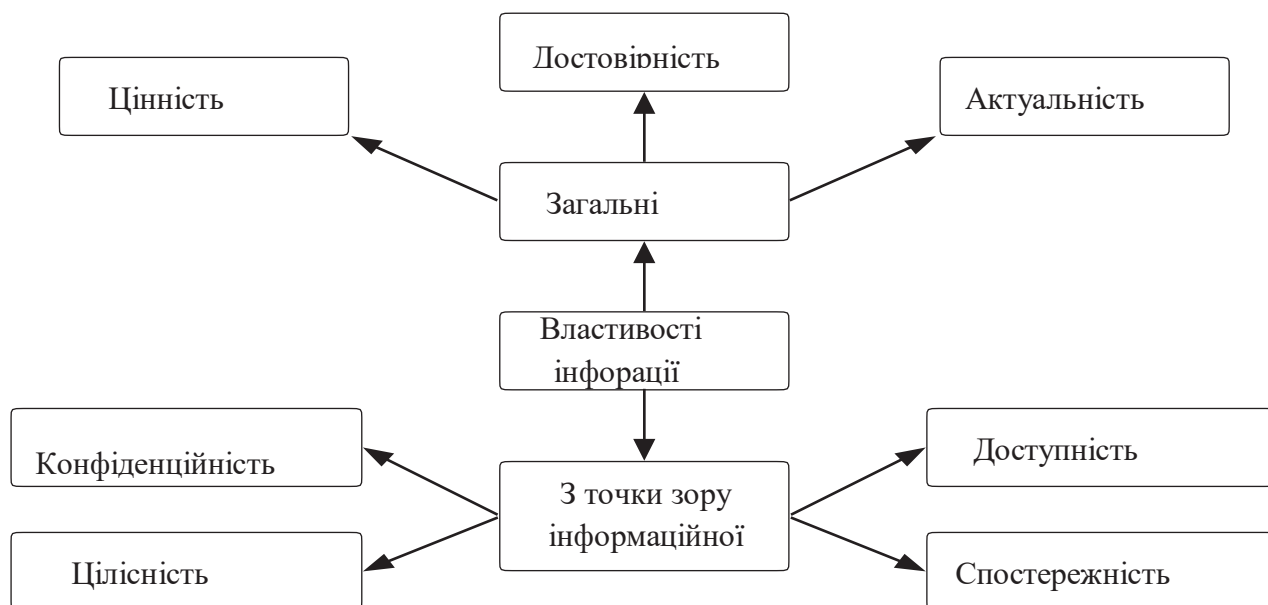 Достовірність
Цінність
Актуальність
Загальні
Властивості
інфорації
Конфіденційність
Доступність
З точки зору
інформаційної
Цілісність
Спостережність